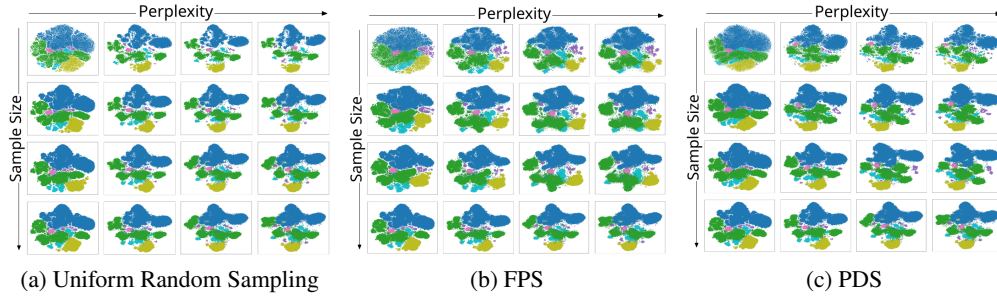 Perplexity
Sample Size
(a) Uniform Random Sampling
Perplexity
Sample Size
(b) FPS
Perplexity
Sample Size
(c) PDS